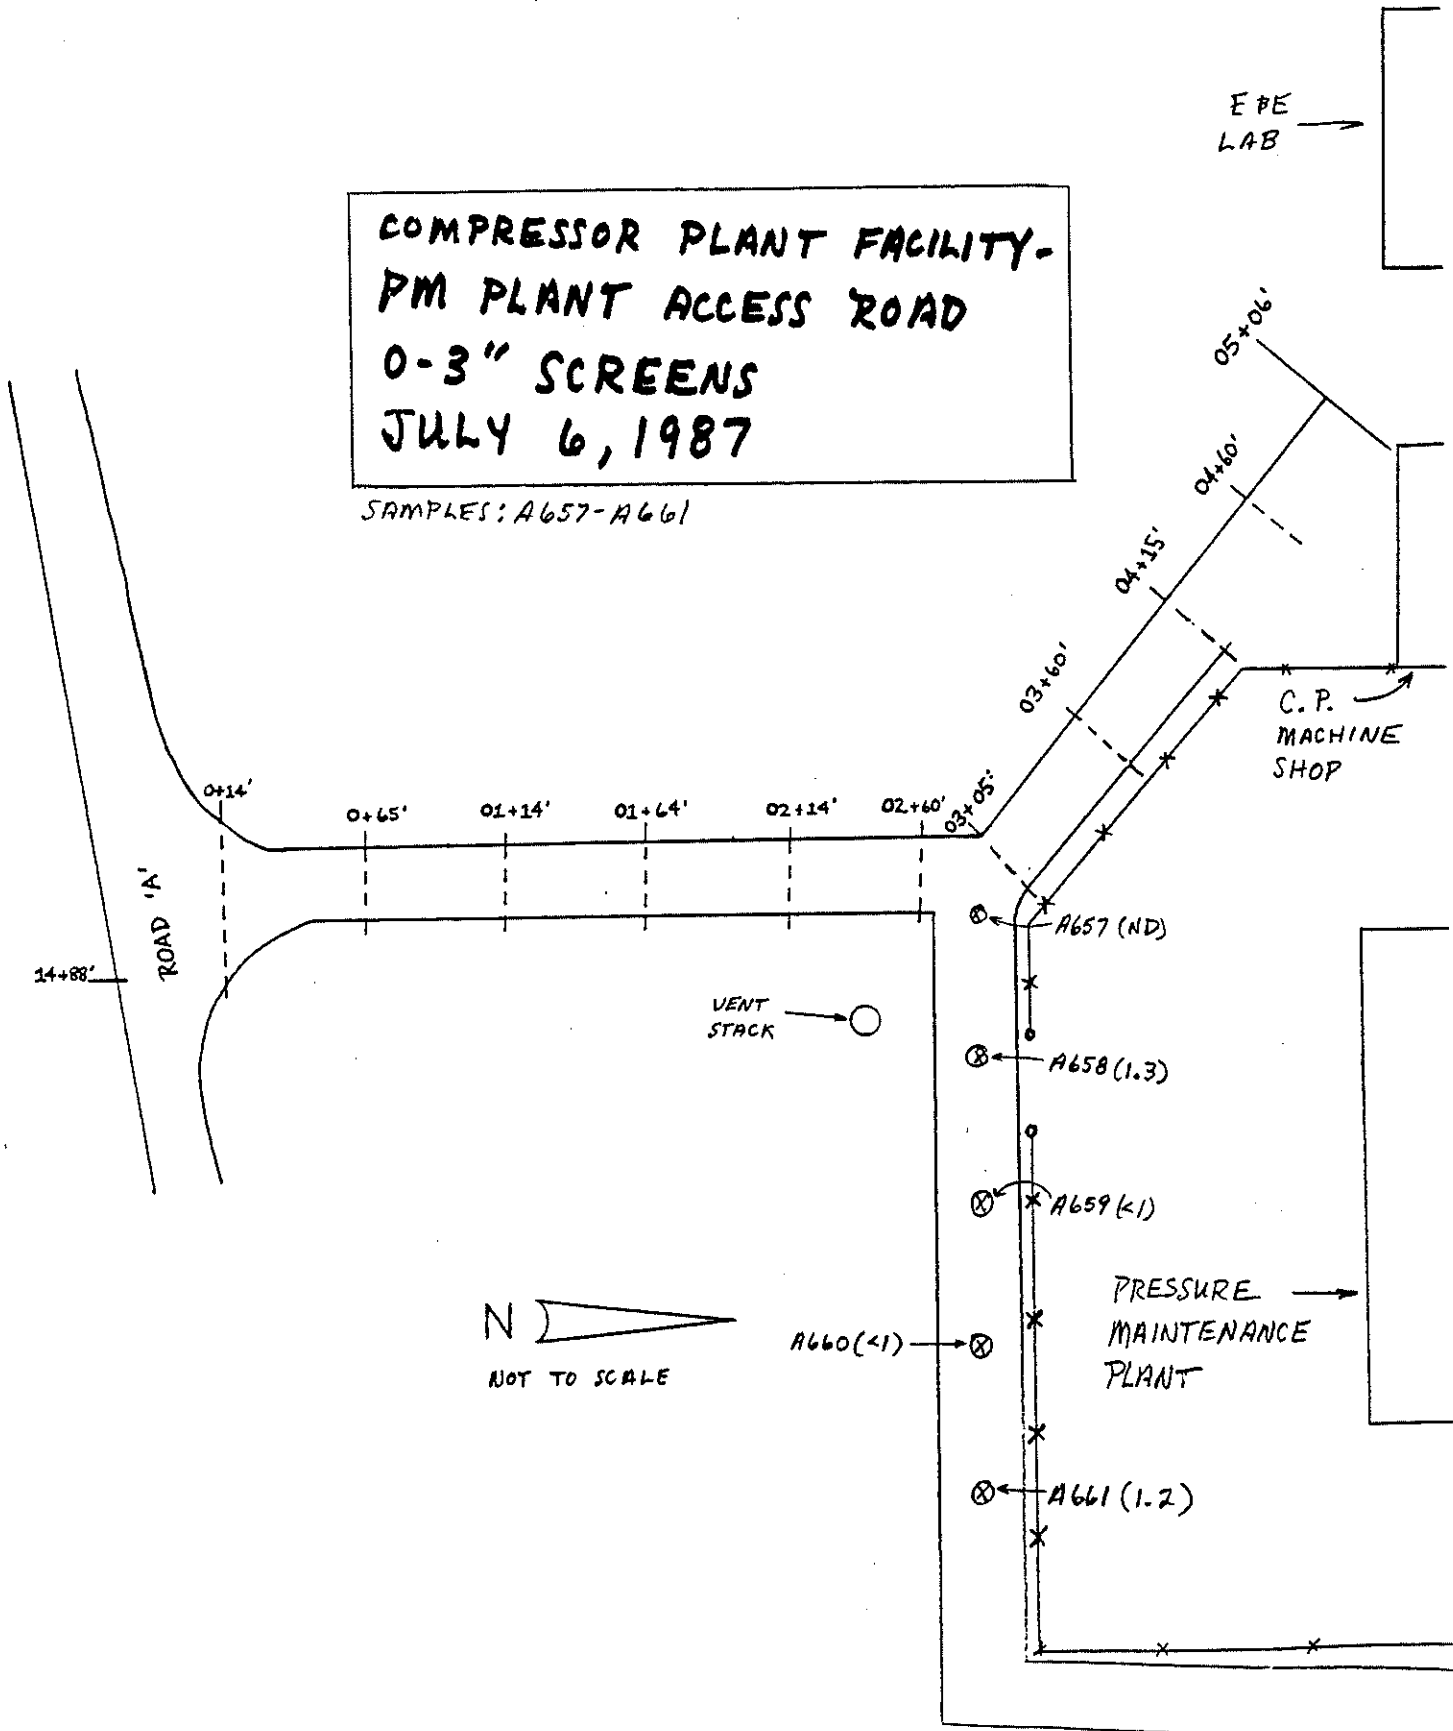 E&E
LAB
COMPRESSOR PLANT FACILITY-
PM PLANT ACCESS ROAD
0-3" SCREENS
JULY 6, 1987
SAMPLES: A657-A661
05+06'
04+60'
04+15'
03+60'
03+05'
C.P.
MACHINE
SHOP
0+14'
0+65'
01+14'
01+64'
02+14'
02+60'
ROAD 'A'
14+88'
A657 (ND)
VENT
STACK
A658 (1.3)
A659 (<1)
PRESSURE
MAINTENANCE
PLANT
N
NOT TO SCALE
A660 (<1)
A661 (1.2)